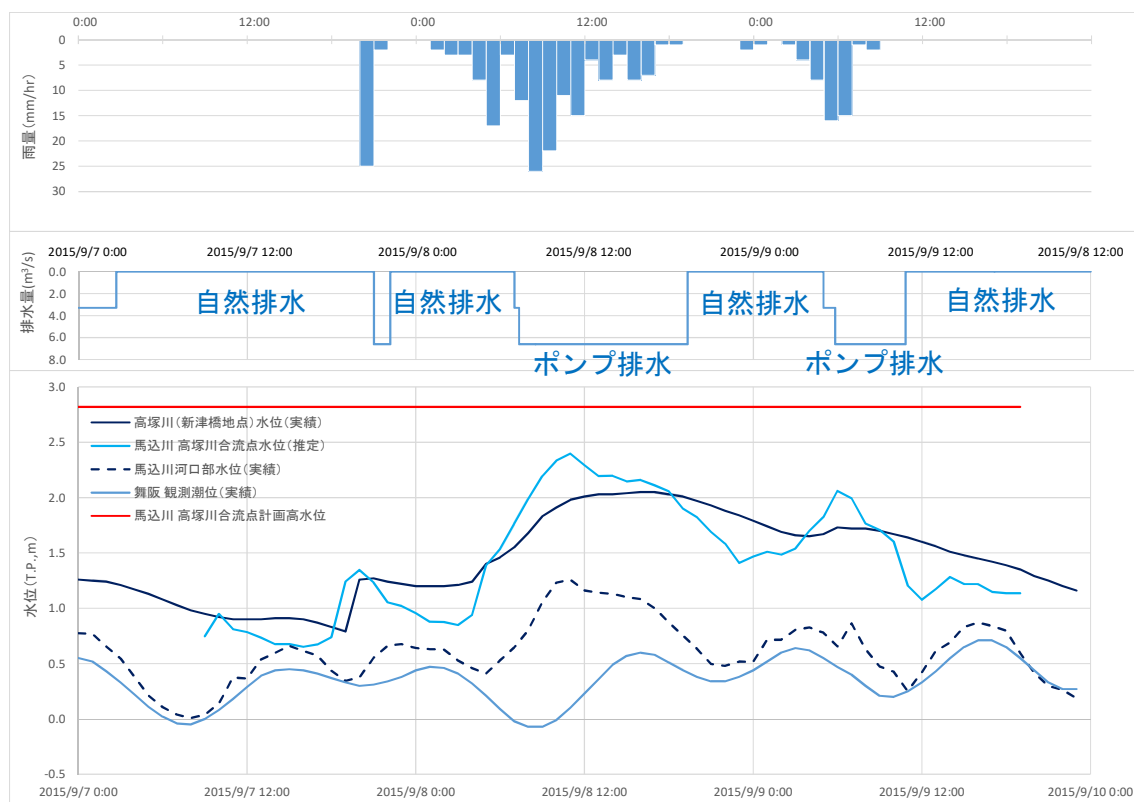 0:00 12:00 0:00 12:00 0:00 12:00
0
5
10
15
20
25
30
雨量(mm/hr)
2015/9/7 0:00 2015/9/7 12:00 2015/9/8 0:00 2015/9/8 12:00 2015/9/9 0:00 2015/9/9 12:00 2015/9/8 12:00
0.0
2.0
4.0
6.0
8.0
排水量(m³/s)
自然排水 自然排水 自然排水 自然排水
ポンプ排水 ポンプ排水
3.0
2.5
2.0
1.5
1.0
0.5
0.0
-0.5
水位(T.P.,m)
高塚川(新津橋地点)水位(実績)
馬込川 高塚川合流点水位(推定)
馬込川河口部水位(実績)
舞阪 観測潮位(実績)
馬込川 高塚川合流点計画高水位
2015/9/7 0:00 2015/9/7 12:00 2015/9/8 0:00 2015/9/8 12:00 2015/9/9 0:00 2015/9/9 12:00 2015/9/10 0:00